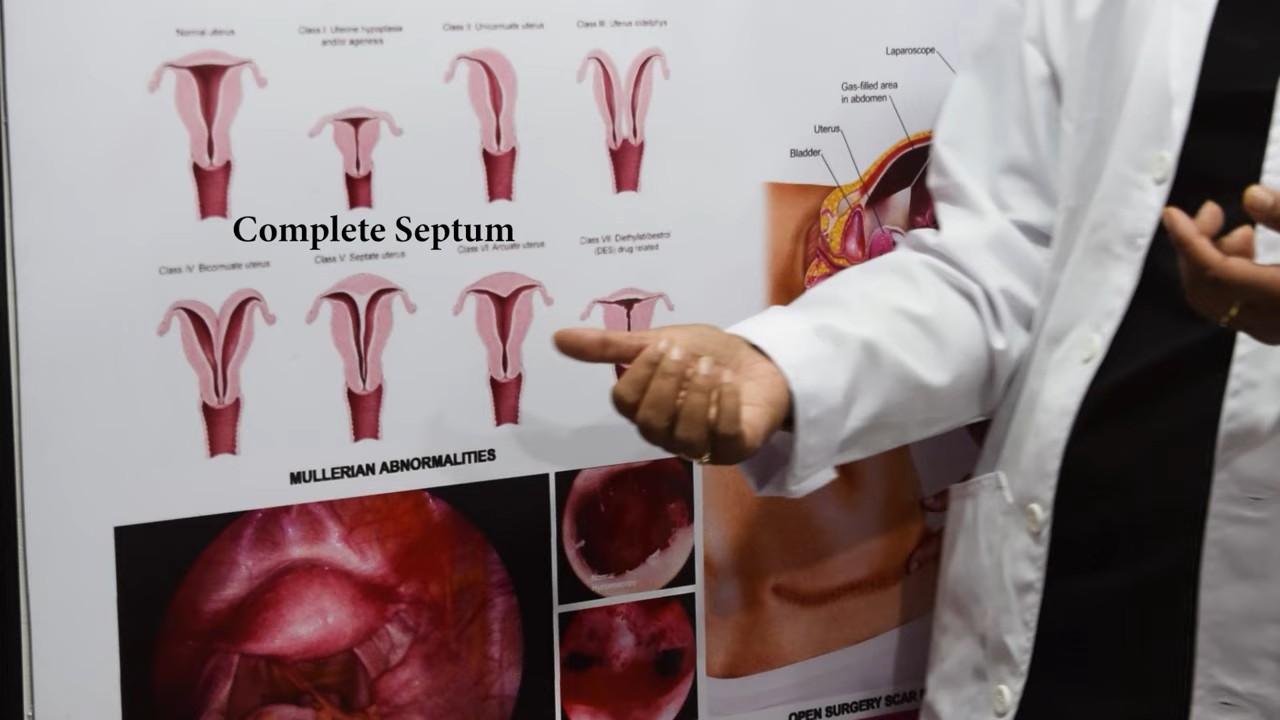 Normal uterus
Class I: Uterine hypoplasia
and/or agenesis
Class II: Unicornuate uterus
Class III: Uterus didelphys
Laparoscope
Gas-filled area
in abdomen
Uterus
Bladder
Complete Septum
Class IV: Bicornuate uterus
Class V: Septate uterus
Class VI: Arcuate uterus
Class VII: Diethylstilbestrol
(DES) drug related
MULLERIAN ABNORMALITIES
OPEN SURGERY SCAR